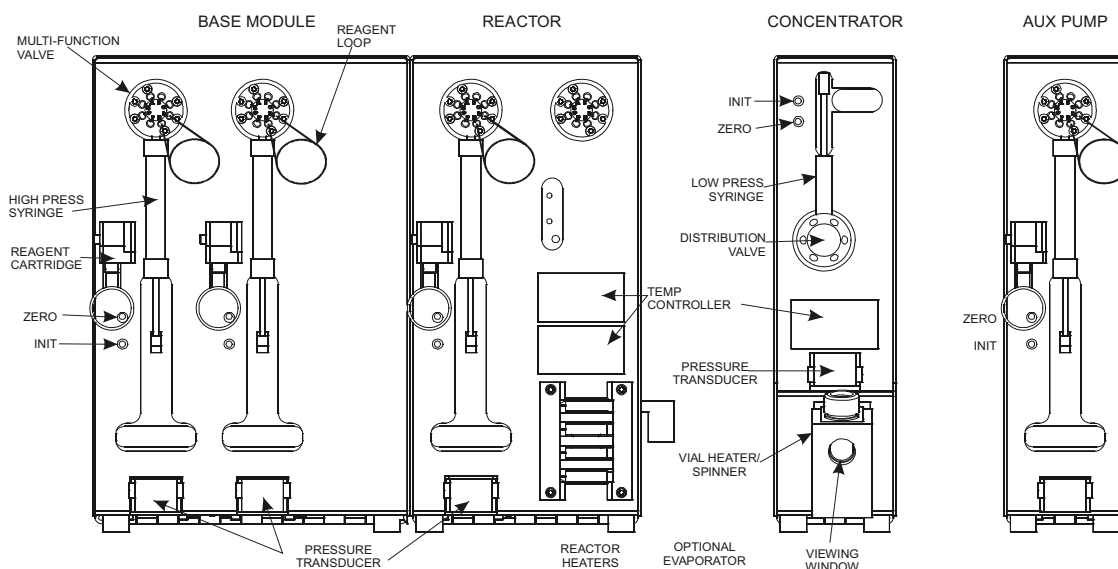 BASE MODULE
REACTOR
CONCENTRATOR
AUX PUMP
MULTI-FUNCTION
VALVE
REAGENT
LOOP
HIGH PRESS
SYRINGE
REAGENT
CARTRIDGE
ZERO
INIT
INIT
ZERO
LOW PRESS
SYRINGE
DISTRIBUTION
VALVE
TEMP
CONTROLLER
PRESSURE
TRANSDUCER
VIAL HEATER/
SPINNER
ZERO
INIT
PRESSURE
TRANSDUCER
REACTOR
HEATERS
OPTIONAL
EVAPORATOR
VIEWING
WINDOW